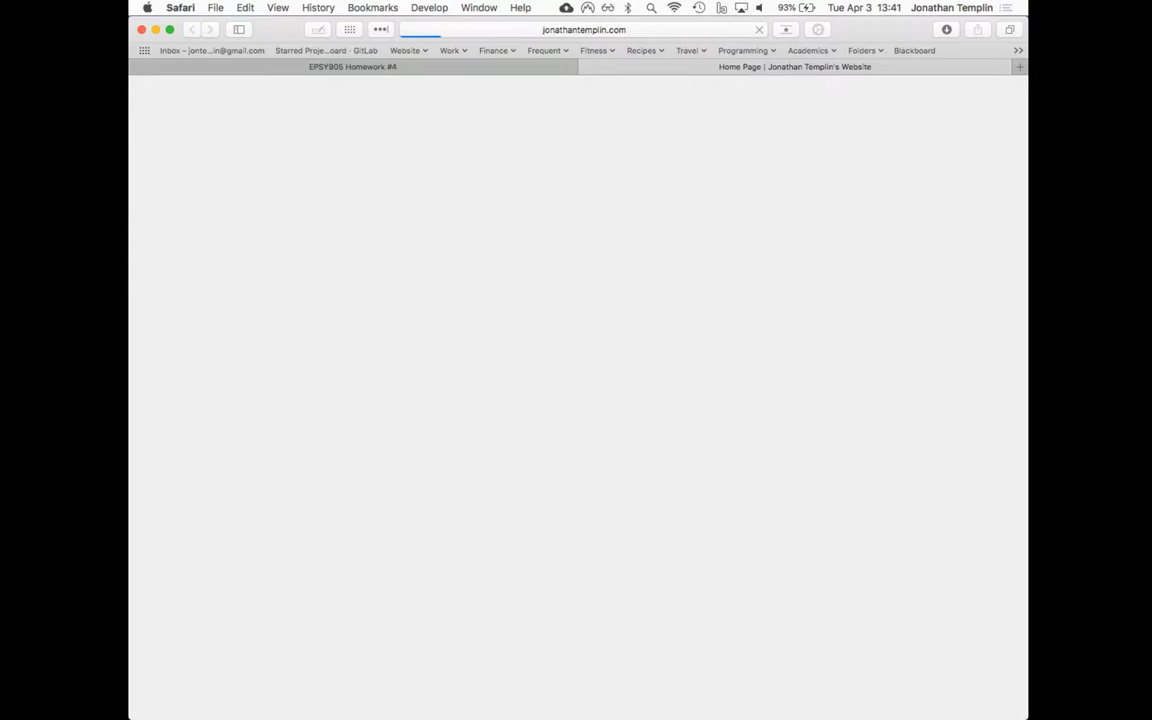 Safari File Edit View History Bookmarks Develop Window Help 93% Tue Apr 3 13:41 Jonathan Templin
jonathantemplin.com
Inbox – jonte...in@gmail.com Starred Proje...oard · GitLab Website Work Finance Frequent Fitness Recipes Travel Programming Academics Folders Blackboard
EPSY905 Homework #4 Home Page | Jonathan Templin's Website